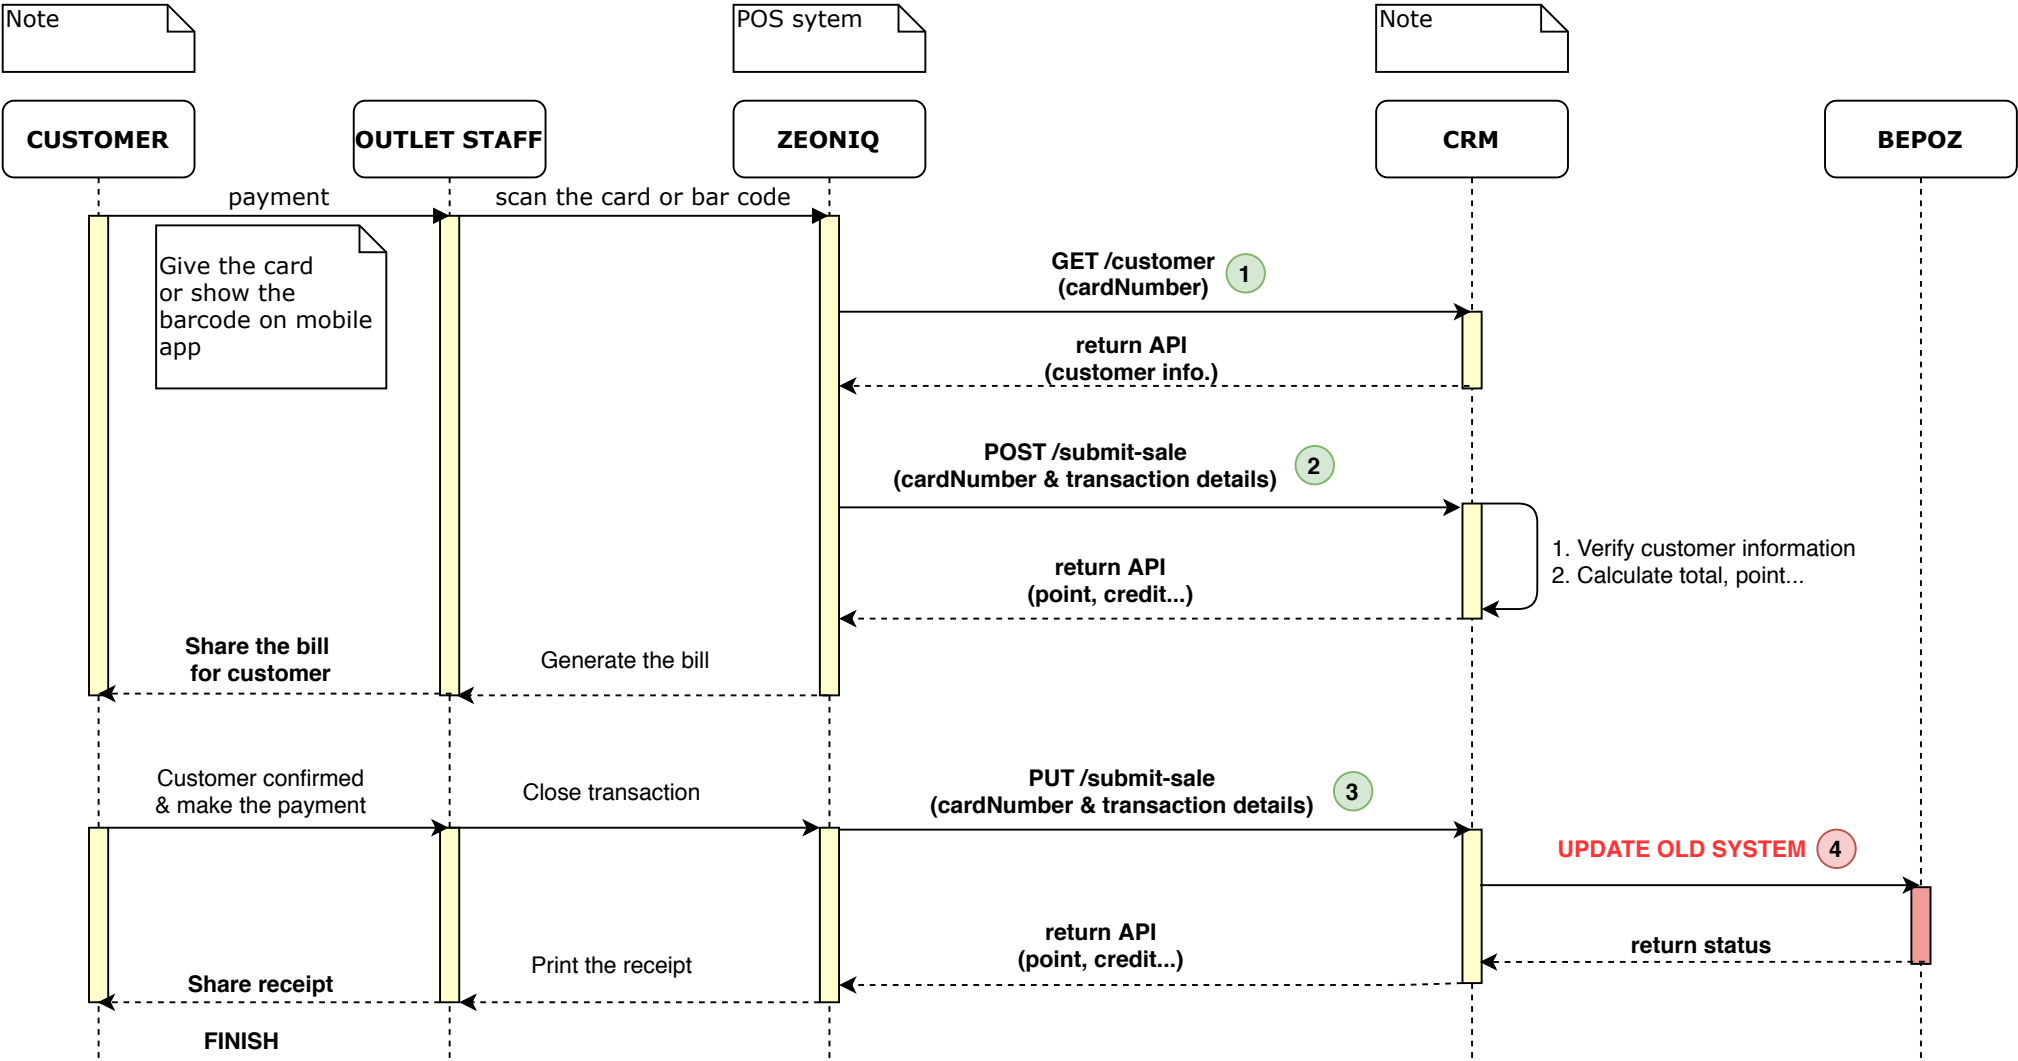 Note
POS sytem
Note
CUSTOMER
OUTLET STAFF
ZEONIQ
CRM
BEPOZ
payment
scan the card or bar code
Give the card
or show the
barcode on mobile
app
GET /customer
(cardNumber)
1
return API
(customer info.)
POST /submit-sale
(cardNumber & transaction details)
2
1. Verify customer information
2. Calculate total, point...
return API
(point, credit...)
Share the bill
for customer
Generate the bill
Customer confirmed
& make the payment
Close transaction
PUT /submit-sale
(cardNumber & transaction details)
3
UPDATE OLD SYSTEM
4
return API
(point, credit...)
return status
Print the receipt
Share receipt
FINISH